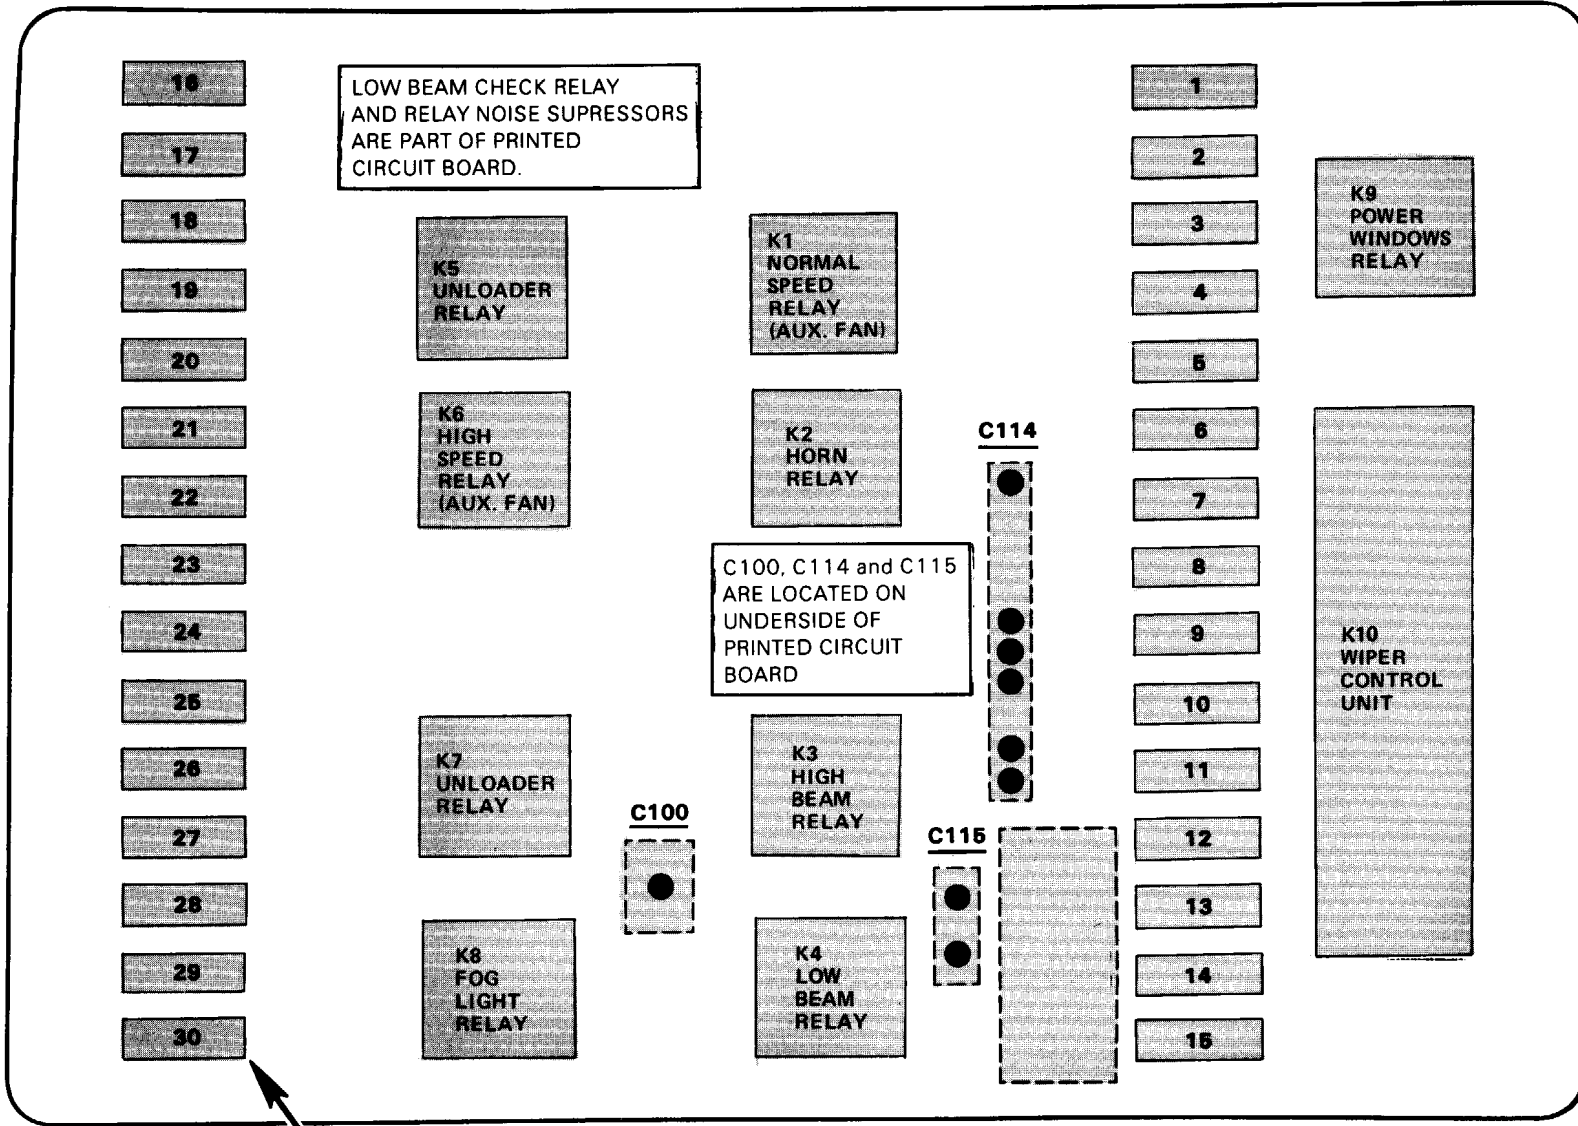 16
17
18
19
20
21
22
23
24
25
26
27
28
29
30
LOW BEAM CHECK RELAY
AND RELAY NOISE SUPRESSORS
ARE PART OF PRINTED
CIRCUIT BOARD.
K5
UNLOADER
RELAY
K6
HIGH
SPEED
RELAY
(AUX. FAN)
K7
UNLOADER
RELAY
K8
FOG
LIGHT
RELAY
C100
K1
NORMAL
SPEED
RELAY
(AUX. FAN)
K2
HORN
RELAY
C100, C114 and C115
ARE LOCATED ON
UNDERSIDE OF
PRINTED CIRCUIT
BOARD
K3
HIGH
BEAM
RELAY
K4
LOW
BEAM
RELAY
C114
C115
1
2
3
4
5
6
7
8
9
10
11
12
13
14
15
K9
POWER
WINDOWS
RELAY
K10
WIPER
CONTROL
UNIT